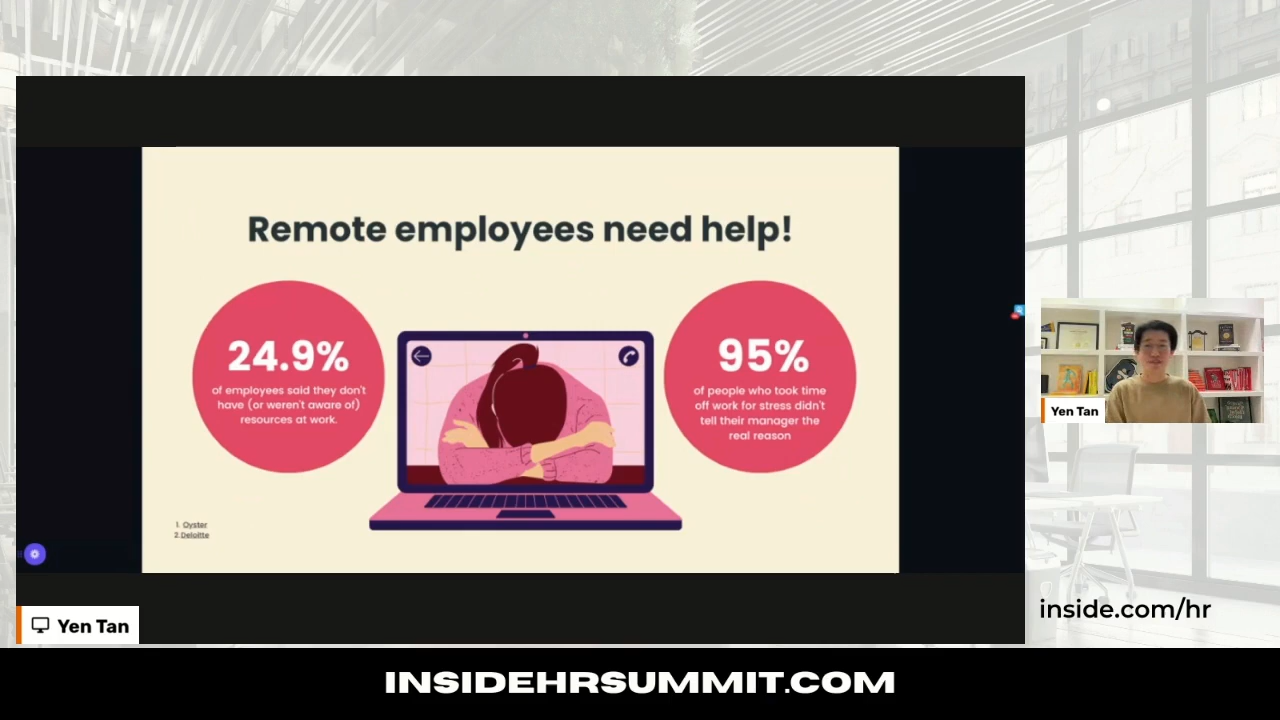 Remote employees need help!
24.9%
of employees said they don't
have (or weren't aware of)
resources at work.
95%
of people who took time
off work for stress didn't
tell their manager the
real reason
1. Oyster
2.Deloitte
Yen Tan
Yen Tan
inside.com/hr
INSIDEHRSUMMIT.COM